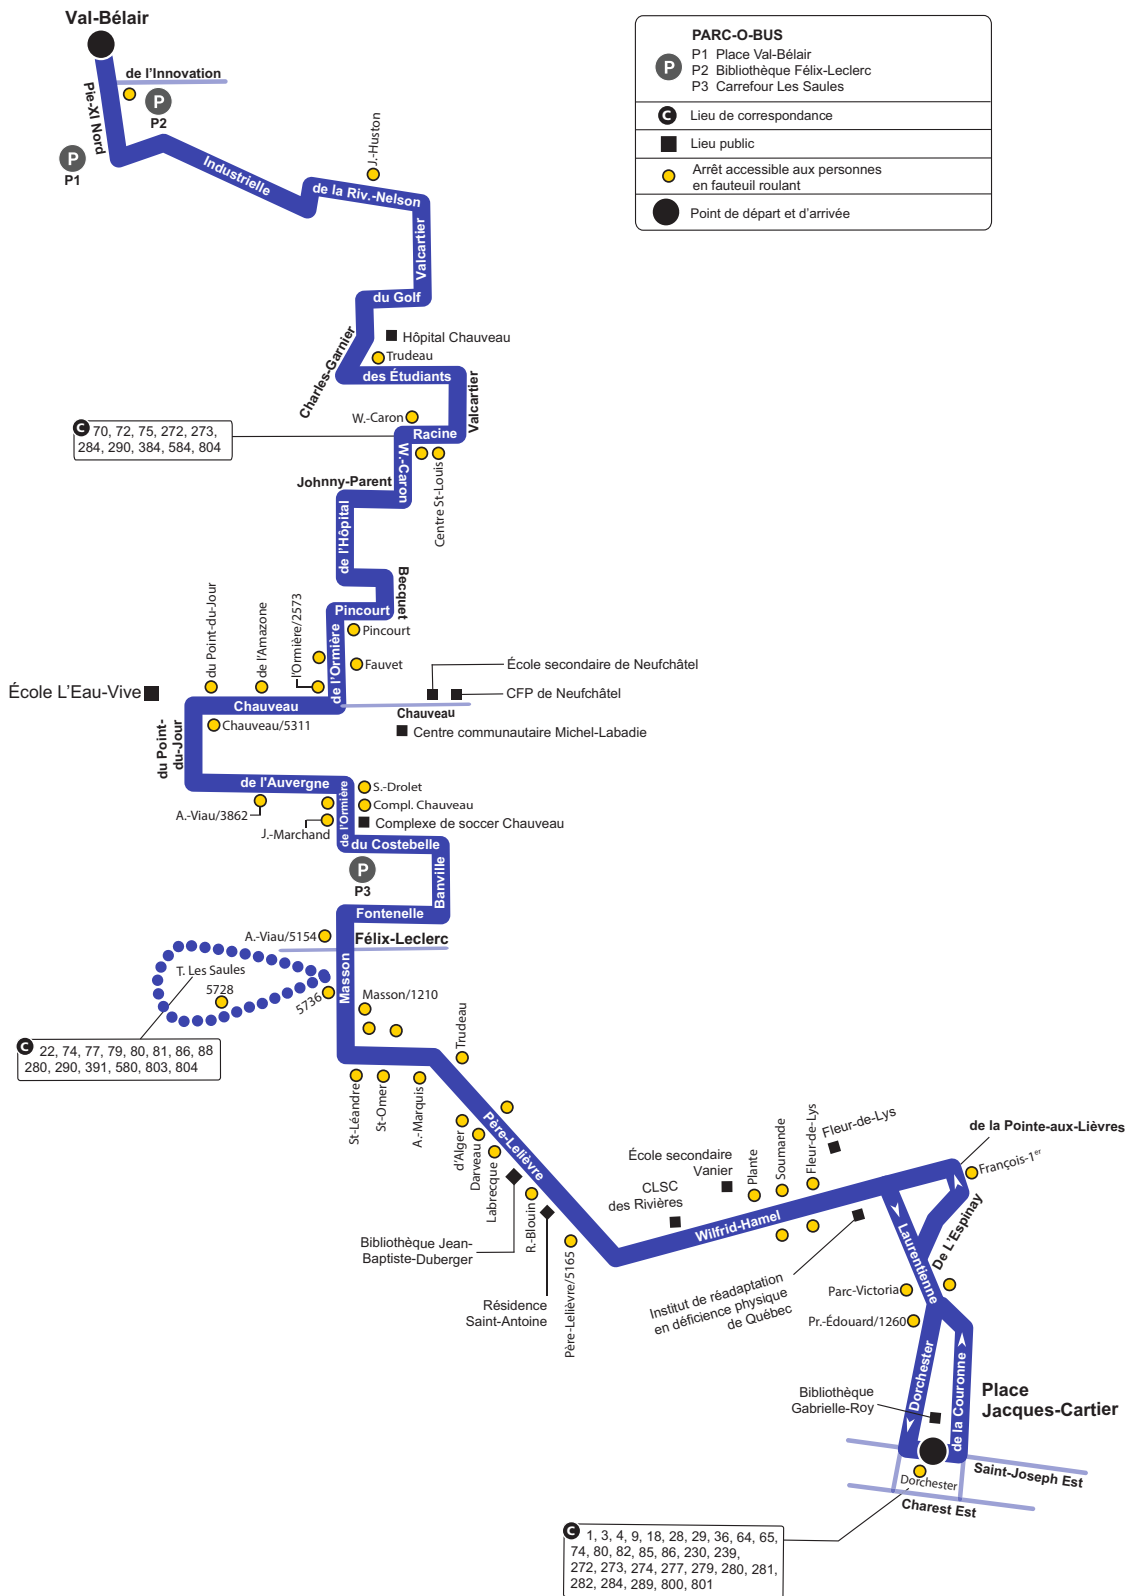 Val-Bélair
de l'Innovation
Pie-XI Nord
P
P2
P
P1
Industrielle
J.-Huston
de la Riv.-Nelson
Valcartier
du Golf
PARC-O-BUS
P
P1 Place Val-Bélair
P2 Bibliothèque Félix-Leclerc
P3 Carrefour Les Saules
C Lieu de correspondance
Lieu public
Arrêt accessible aux personnes
en fauteuil roulant
Point de départ et d'arrivée
Charles-Garnier
Hôpital Chauveau
Trudeau
des Étudiants
Valcartier
W.-Caron
Racine
C 70, 72, 75, 272, 273,
284, 290, 384, 584, 804
W.-Caron
Centre St-Louis
Johnny-Parent
de l'Hôpital
Becquet
Pincourt
Pincourt
de l'Ormière
Fauvet
du Point-du-Jour
de l'Amazone
l'Ormière/2573
École secondaire de Neufchâtel
CFP de Neufchâtel
École L'Eau-Vive
Chauveau
Chauveau
Chauveau/5311
Centre communautaire Michel-Labadie
du Point-
du-Jour
de l'Auvergne
S.-Drolet
Compl. Chauveau
A.-Viau/3862
J.-Marchand
de l'Ormière
Complexe de soccer Chauveau
du Costebelle
P
P3
Banville
Fontenelle
A.-Viau/5154
Félix-Leclerc
Masson
T. Les Saules
5728
5736
Masson/1210
C 22, 74, 77, 79, 80, 81, 86, 88
280, 290, 391, 580, 803, 804
Trudeau
St-Léandre
St-Omer
A.-Marquis
Père-Lelièvre
d'Alger
Darveau
Labrecque
R.-Blouin
Bibliothèque Jean-
Baptiste-Duberger
Résidence
Saint-Antoine
Père-Lelièvre/5165
École secondaire
Vanier
CLSC
des Rivières
Plante
Soumande
Fleur-de-Lys
Fleur-de-Lys
Wilfrid-Hamel
Institut de réadaptation
en déficience physique
de Québec
de la Pointe-aux-Lièvres
François-1er
De L'Espinay
Laurentienne
Parc-Victoria
Pr.-Édouard/1260
Dorchester
de la Couronne
Bibliothèque
Gabrielle-Roy
Place
Jacques-Cartier
Saint-Joseph Est
Dorchester
Charest Est
C 1, 3, 4, 9, 18, 28, 29, 36, 64, 65,
74, 80, 82, 85, 86, 230, 239,
272, 273, 274, 277, 279, 280, 281,
282, 284, 289, 800, 801